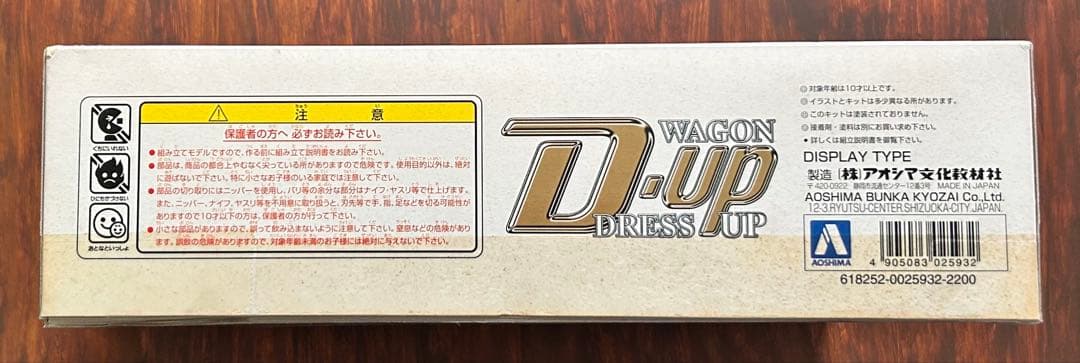 くちにいれない
ひにちかづけない
あとなといっしょ
注意
ちゅう い
保護者の方へ 必ずお読み下さい。
●組み立てモデルですので、作る前に組み立て説明書をお読み下さい。
●部品は、商品の都合上やむなく尖っている所がありますので危険です。使用目的以外は、絶対
に遊ばないで下さい。特に小さなお子様のいる家庭では注意して下さい。
●部品の切り取りにはニッパーを使用し、バリ等の余分な部分はナイフ・ヤスリ等で仕上げます。
また、ニッパー、ナイフ、ヤスリ等を不用意に取り扱うと、刃先等で手、指、足などを切る可能性が
ありますので10才以下の方は、保護者の方が行って下さい。
●小さな部品がありますので、誤って飲み込まないように注意して下さい。窒息などの危険があり
ます。誤飲の危険がありますので、対象年齢未満のお子様には絶対に与えないで下さい。
WAGON
D・up
DRESS UP
◎対象年齢は10才以上です。
◎イラストとキットは多少異なる所があります。
◎このキットは塗装されておりません。
◎接着剤・塗料は別にお買い求め下さい。
●詳しくは組立説明書を御覧下さい。
DISPLAY TYPE
製造 (株)アオシマ文化教材社
〒420-0922 静岡市流通センター12番3号 MADE IN JAPAN
AOSHIMA BUNKA KYOZAI Co.,Ltd.
12-3.RYUTSU-CENTER.SHIZUOKA-CITY.JAPAN.
AOSHIMA
4 905083 025932
618252-0025932-2200